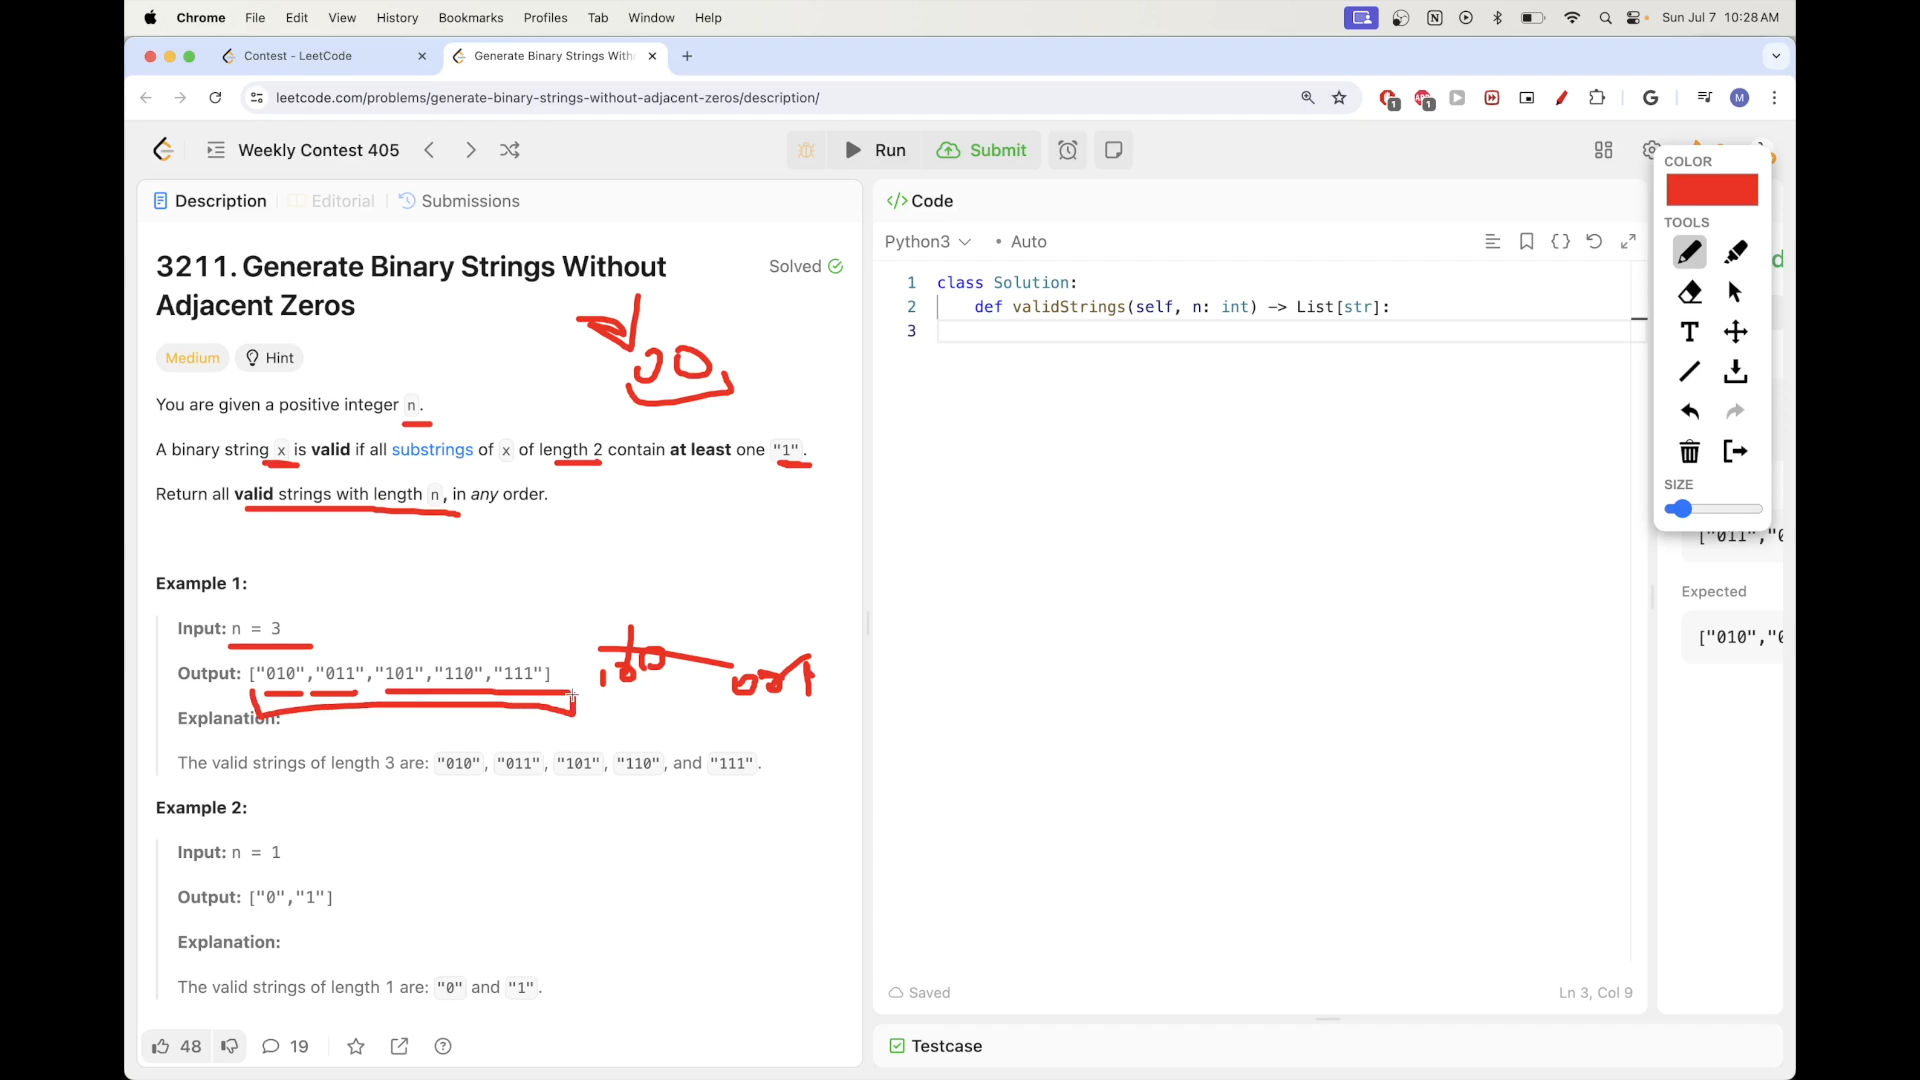 Chrome File Edit View History Bookmarks Profiles Tab Window Help Sun Jul 7 10:28 AM
Contest - LeetCode
Generate Binary Strings With
leetcode.com/problems/generate-binary-strings-without-adjacent-zeros/description/
Weekly Contest 405
Run
Submit
Description
Editorial
Submissions
3211. Generate Binary Strings Without
Adjacent Zeros
Solved
Medium
Hint
You are given a positive integer n.
A binary string x is valid if all substrings of x of length 2 contain at least one "1".
Return all valid strings with length n, in any order.
00
Example 1:
Input: n = 3
Output: ["010","011","101","110","111"]
Explanation:
The valid strings of length 3 are: "010", "011", "101", "110", and "111".
Example 2:
Input: n = 1
Output: ["0","1"]
Explanation:
The valid strings of length 1 are: "0" and "1".
48
19
Code
Python3
• Auto
1 class Solution:
2 def validStrings(self, n: int) -> List[str]:
3
Saved
Ln 3, Col 9
Testcase
COLOR
TOOLS
T
SIZE
["011","0
Expected
["010","0